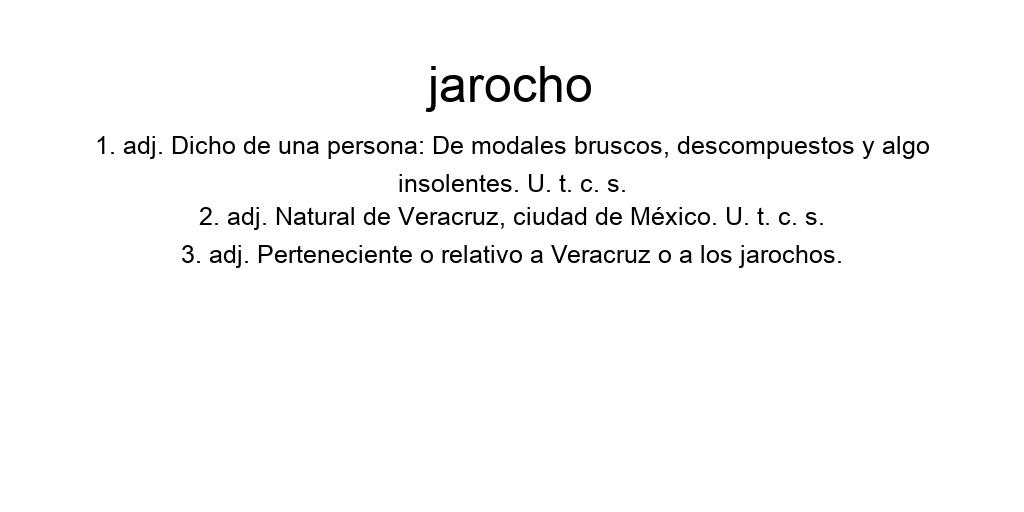 jarocho
1. adj. Dicho de una persona: De modales bruscos, descompuestos y algo
insolentes. U. t. c. s.
2. adj. Natural de Veracruz, ciudad de México. U. t. c. s.
3. adj. Perteneciente o relativo a Veracruz o a los jarochos.